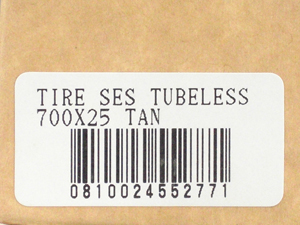 TIRE SES TUBELESS
700X25 TAN
0810024552771